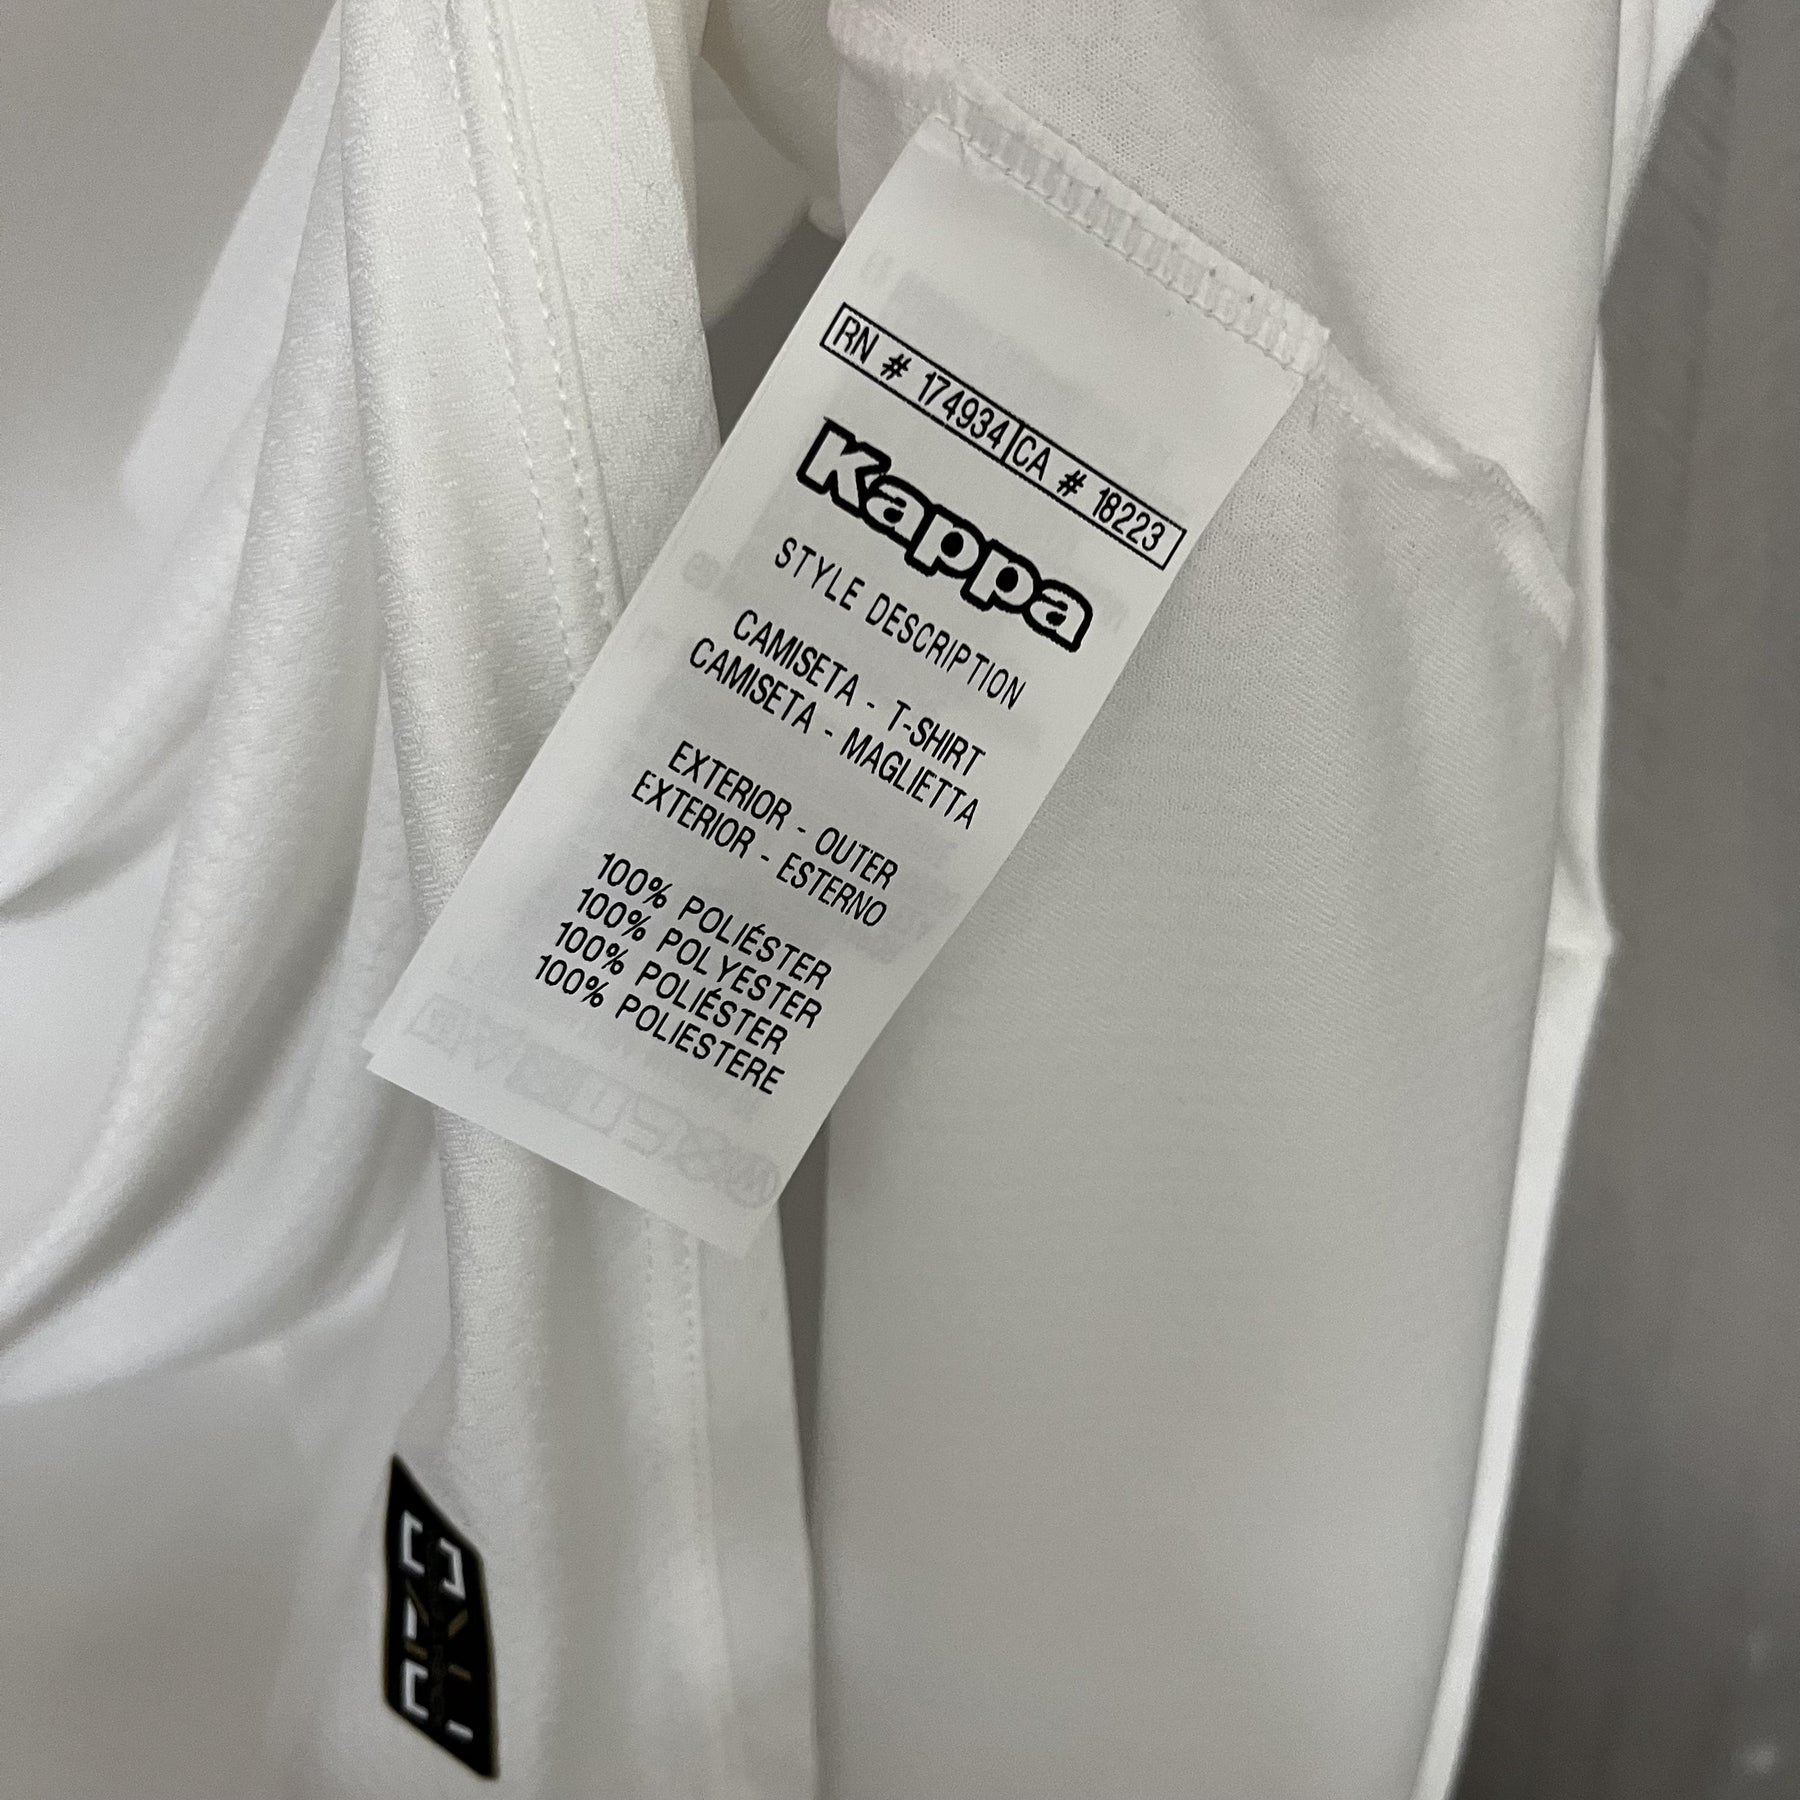 RN # 174934 CA # 18223
Kappa
STYLE DESCRIPTION
CAMISETA - T-SHIRT
CAMISETA - MAGLIETTA
EXTERIOR - OUTER
EXTERIOR - ESTERNO
100% POLIÉSTER
100% POLYESTER
100% POLIÉSTER
100% POLIESTERE